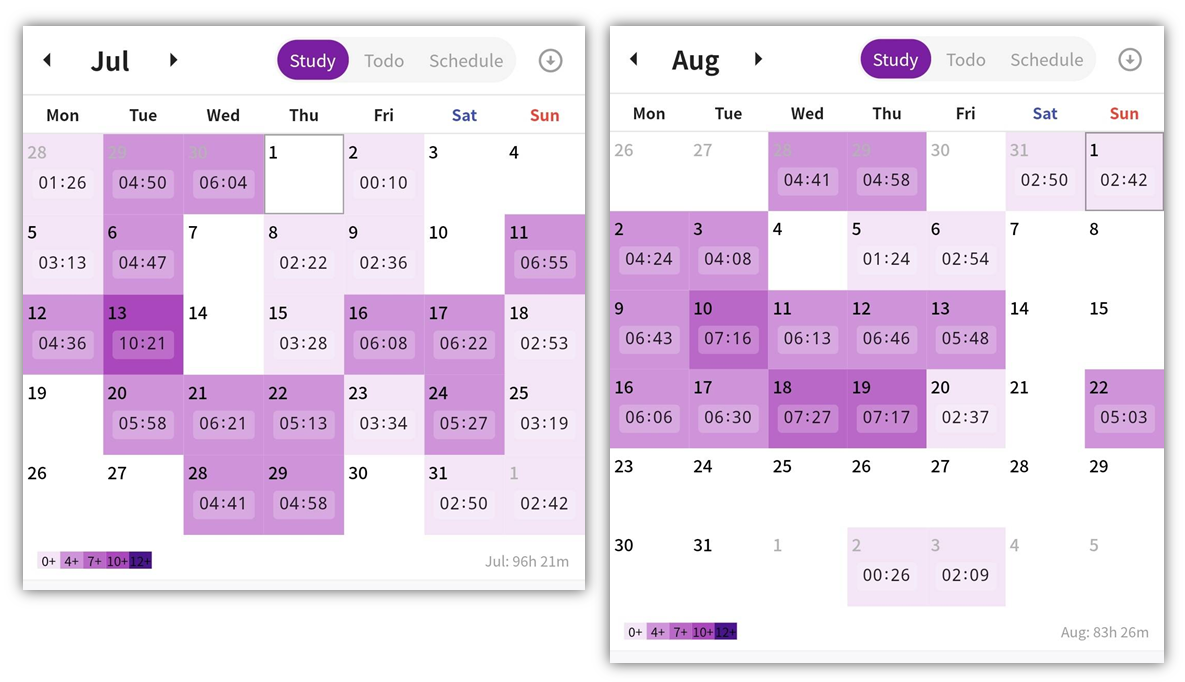 Jul Study Todo Schedule
Mon Tue Wed Thu Fri Sat Sun
28 29 30 1 2 3 4
01:26 04:50 06:04 00:10
5 6 7 8 9 10 11
03:13 04:47 02:22 02:36 06:55
12 13 14 15 16 17 18
04:36 10:21 03:28 06:08 06:22 02:53
19 20 21 22 23 24 25
05:58 06:21 05:13 03:34 05:27 03:19
26 27 28 29 30 31 1
04:41 04:58 02:50 02:42
0+ 4+ 7+ 10+ 12+ Jul: 96h 21m
Aug Study Todo Schedule
Mon Tue Wed Thu Fri Sat Sun
26 27 28 29 30 31 1
04:41 04:58 02:50 02:42
2 3 4 5 6 7 8
04:24 04:08 01:24 02:54
9 10 11 12 13 14 15
06:43 07:16 06:13 06:46 05:48
16 17 18 19 20 21 22
06:06 06:30 07:27 07:17 02:37 05:03
23 24 25 26 27 28 29
30 31 1 2 3 4 5
00:26 02:09
0+ 4+ 7+ 10+ 12+ Aug: 83h 26m